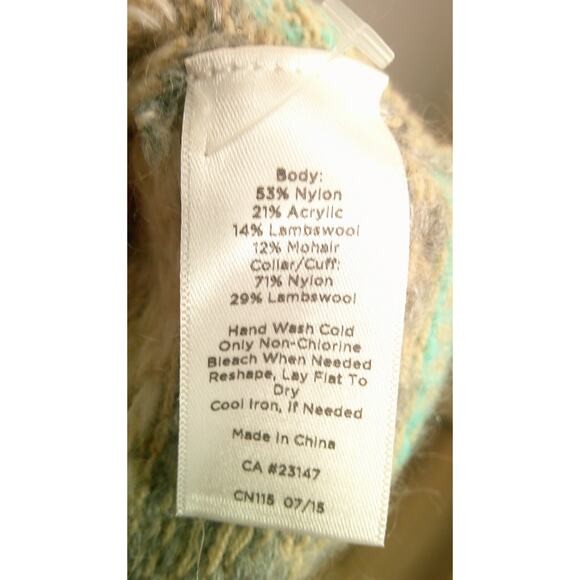 Body:
53% Nylon
21% Acrylic
14% Lambswool
12% Mohair
Collar/Cuff:
71% Nylon
29% Lambswool
Hand Wash Cold
Only Non-Chlorine
Bleach When Needed
Reshape, Lay Flat To
Dry
Cool Iron, If Needed
Made in China
CA #23147
CN115 07/15